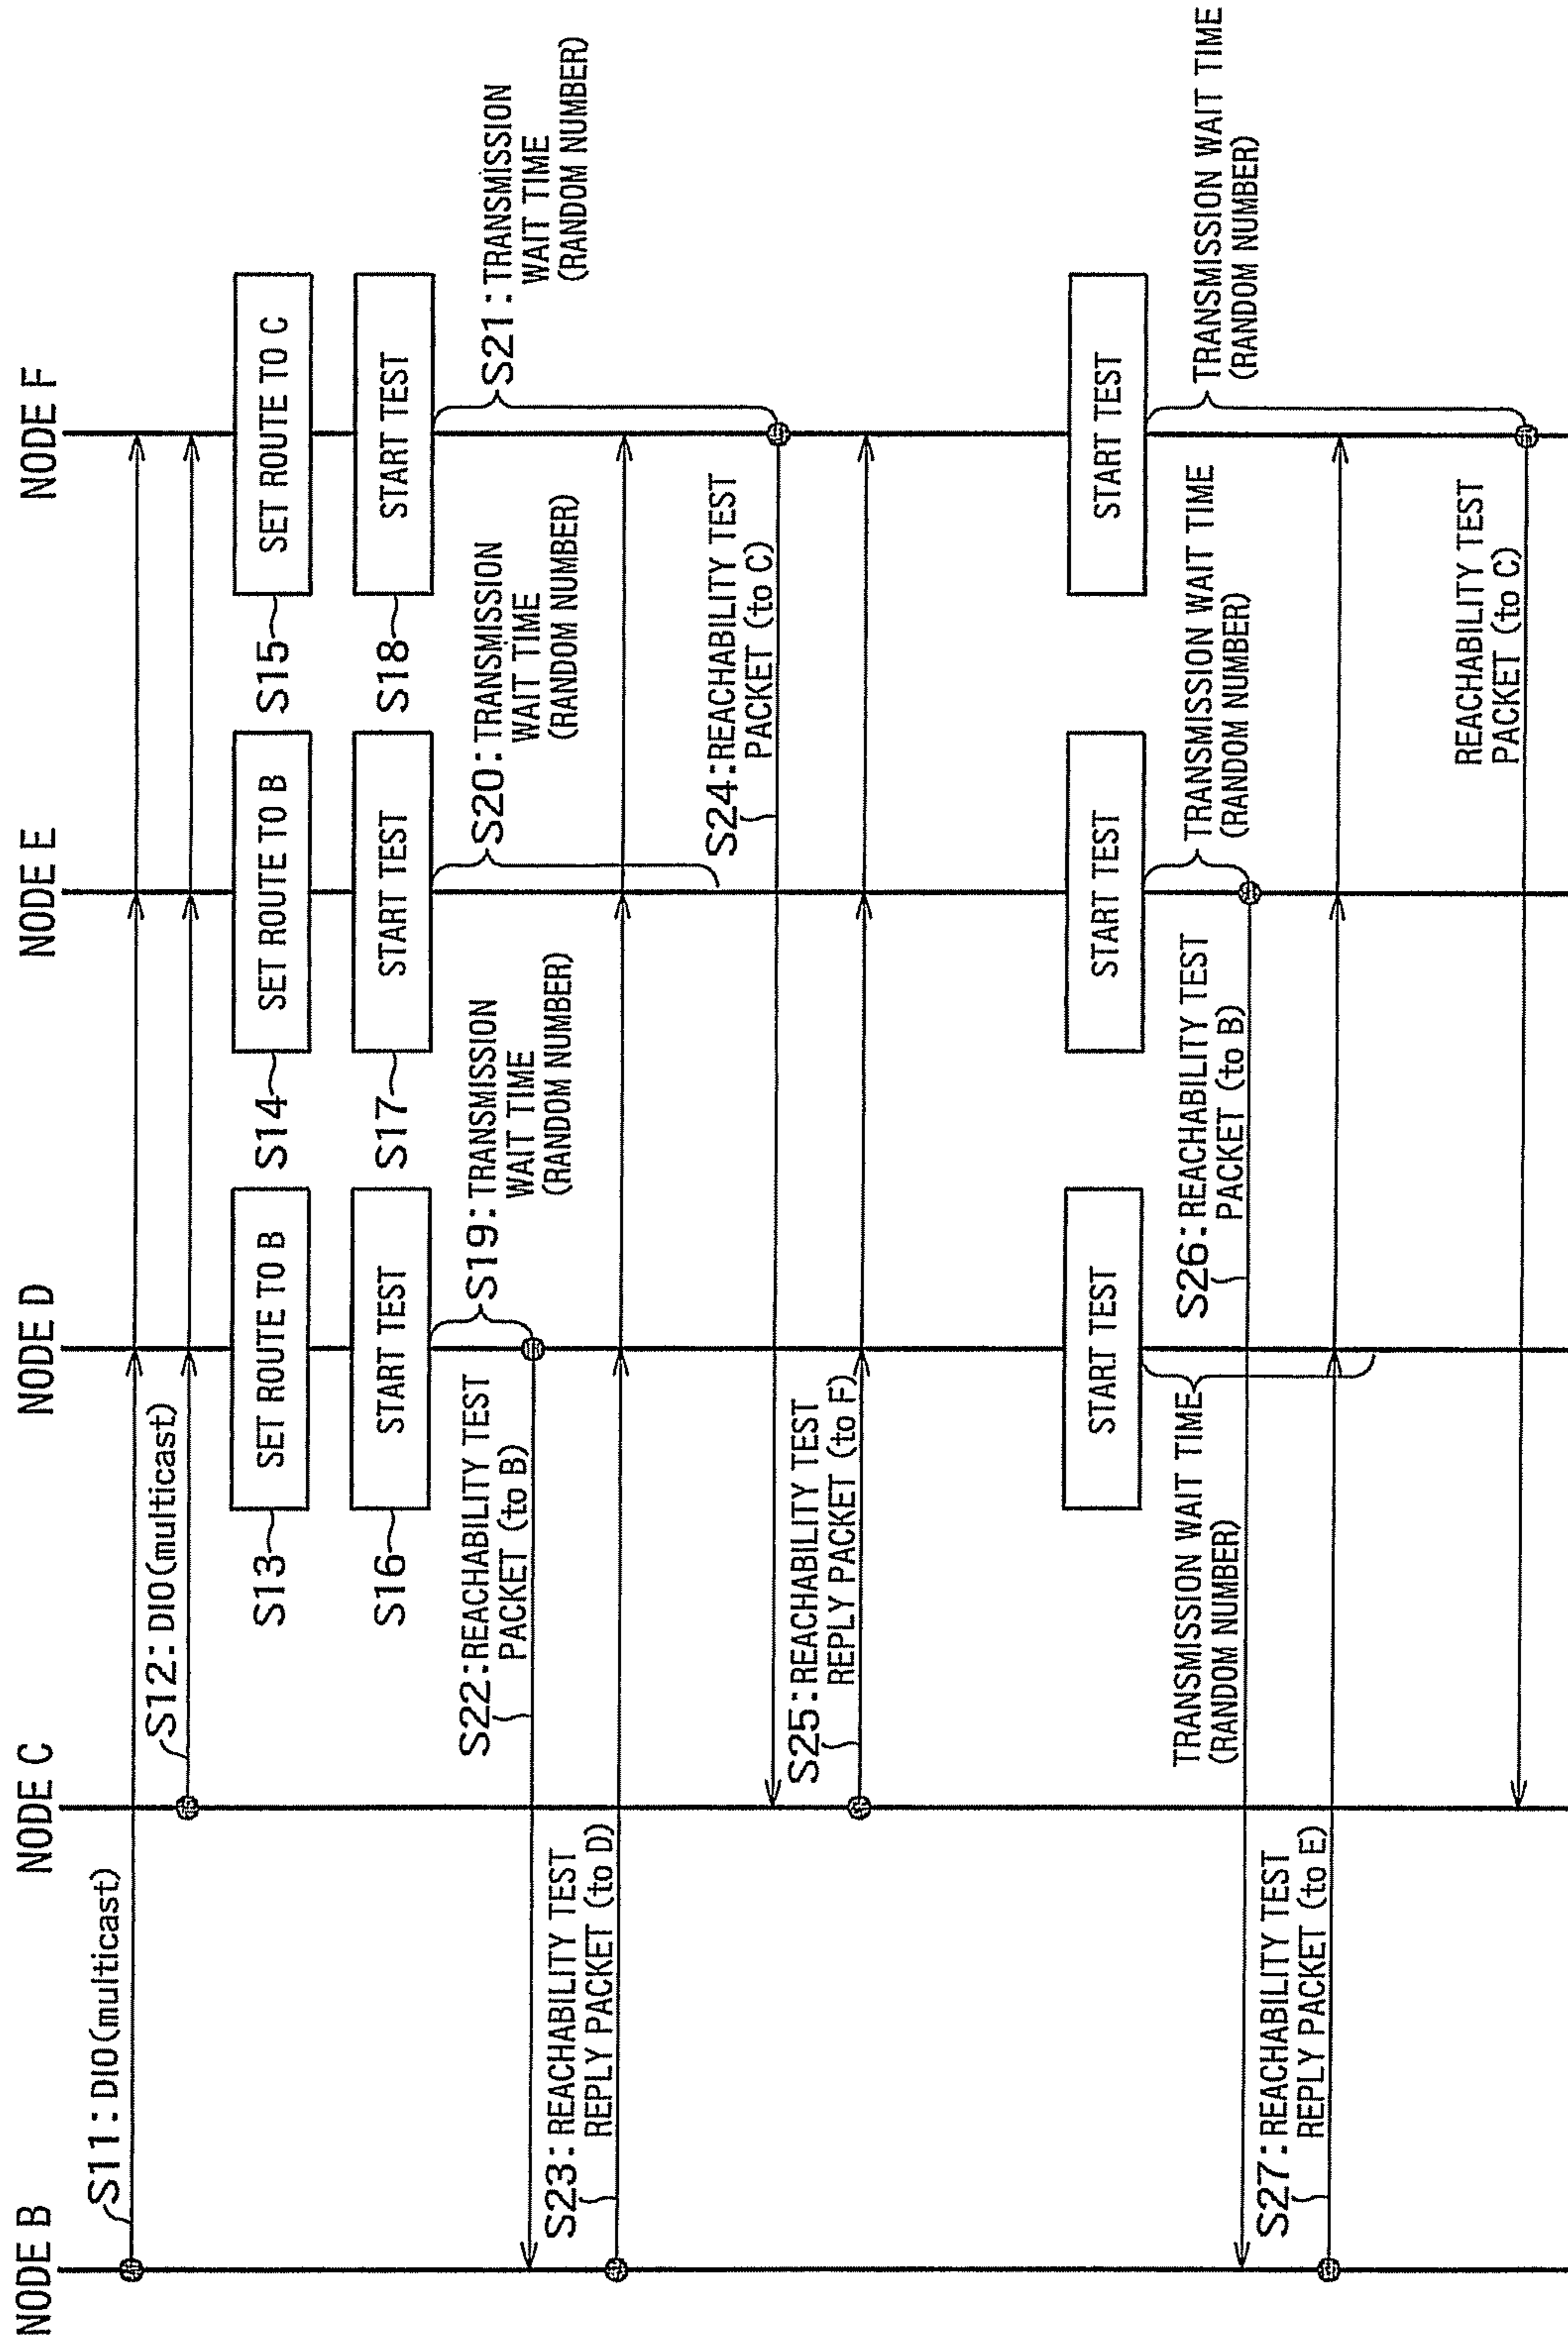 NODE B
NODE C
NODE D
NODE E
NODE F
S11: DIO(multicast)
S12: DIO(multicast)
S13
SET ROUTE TO B
S14
SET ROUTE TO B
S15
SET ROUTE TO C
S16
START TEST
S17
START TEST
S18
START TEST
S19: TRANSMISSION
WAIT TIME
(RANDOM NUMBER)
S20: TRANSMISSION
WAIT TIME
(RANDOM NUMBER)
S21: TRANSMISSION
WAIT TIME
(RANDOM NUMBER)
S22: REACHABILITY TEST
PACKET (to B)
S23: REACHABILITY TEST
REPLY PACKET (to D)
S24: REACHABILITY TEST
PACKET (to C)
S25: REACHABILITY TEST
REPLY PACKET (to F)
START TEST
START TEST
START TEST
TRANSMISSION WAIT TIME
(RANDOM NUMBER)
TRANSMISSION WAIT TIME
(RANDOM NUMBER)
TRANSMISSION WAIT TIME
(RANDOM NUMBER)
S26: REACHABILITY TEST
PACKET (to B)
S27: REACHABILITY TEST
REPLY PACKET (to E)
REACHABILITY TEST
PACKET (to C)